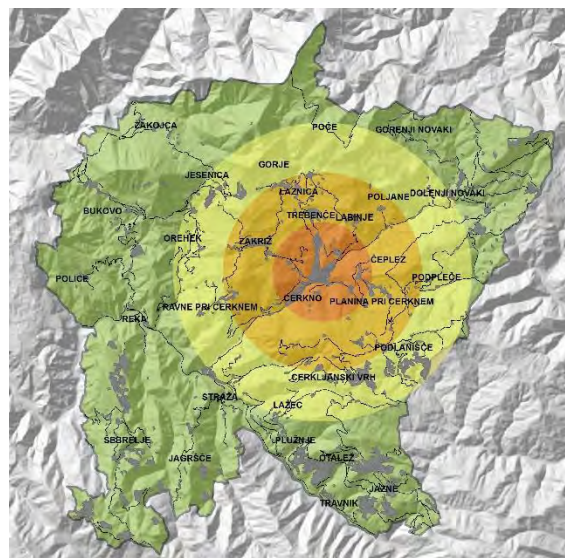 ZAKOJCA
POČE
GORENJI NOVAKI
GORJE
JESENICA
LAZNICA
POLJANE
DOLENJI NOVAKI
BUKOVO
TREBENČE
LABINJE
OREHEK
ZAKRIŽ
ČEPLEZ
POLICE
PODPLEČE
CERKNO
PLANINA PRI CERKNEM
RAVNE PRI CERKNEM
REKA
PODLANIŠČE
CERKLJANSKI VRH
STRAŽA
LAZEC
ŠEBRELJE
PLUŽNJE
JAGRŠČE
OTALEŽ
JAZNE
TRAVNIK